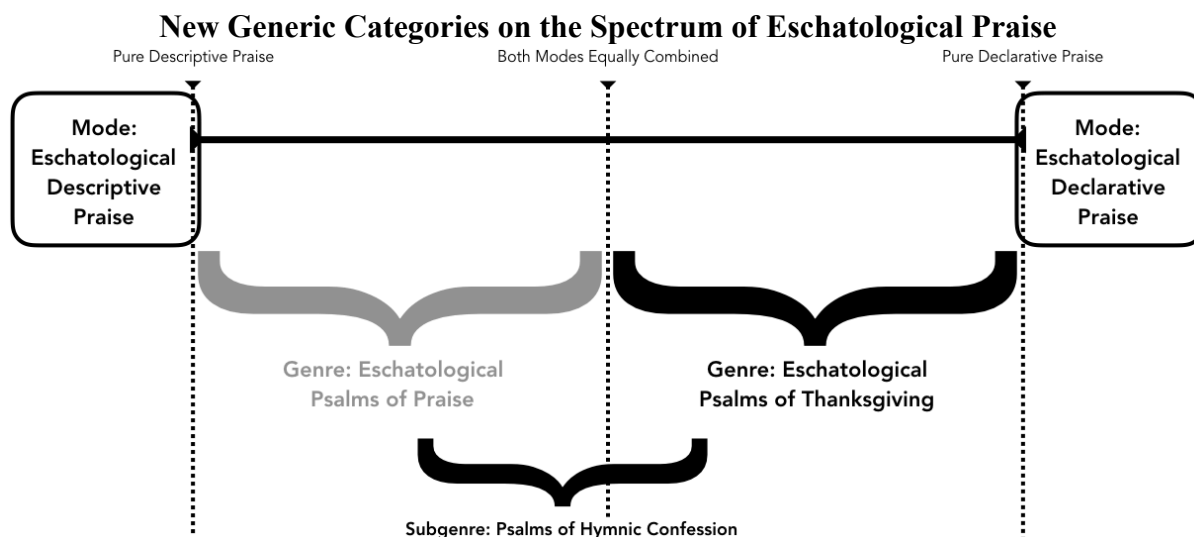 New Generic Categories on the Spectrum of Eschatological Praise
Pure Descriptive Praise
Both Modes Equally Combined
Pure Declarative Praise
Mode:
Eschatological
Descriptive
Praise
Mode:
Eschatological
Declarative
Praise
Genre: Eschatological
Psalms of Praise
Genre: Eschatological
Psalms of Thanksgiving
Subgenre: Psalms of Hymnic Confession